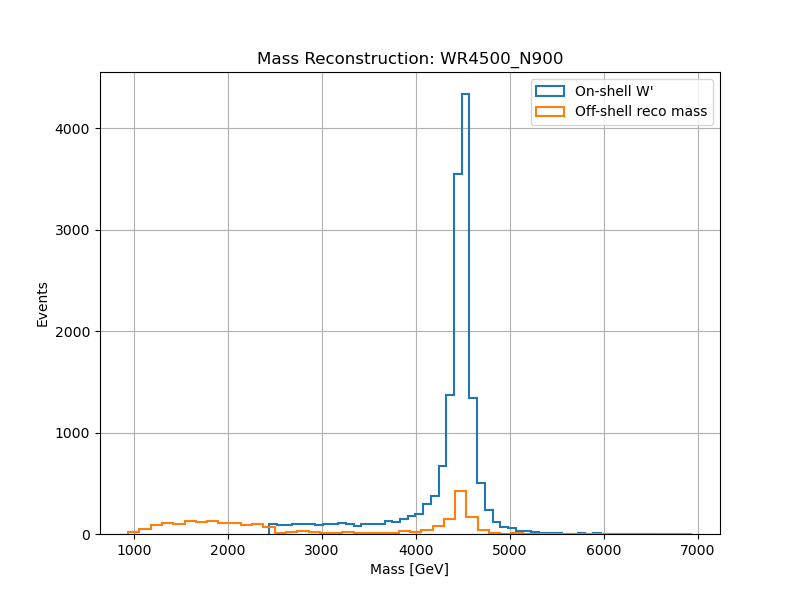 Mass Reconstruction: WR4500_N900
On-shell W'
Off-shell reco mass
4000
3000
2000
1000
0
Events
1000 2000 3000 4000 5000 6000 7000
Mass [GeV]